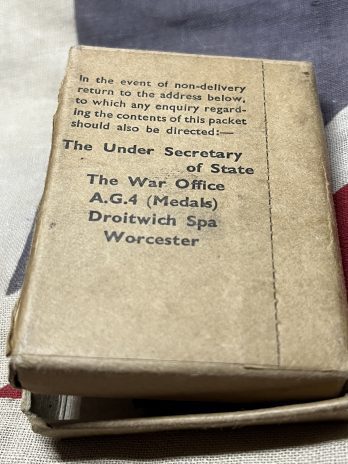 In the event of non-delivery
return to the address below,
to which any enquiry regard-
ing the contents of this packet
should also be directed:—
The Under Secretary
of State
The War Office
A.G.4 (Medals)
Droitwich Spa
Worcester